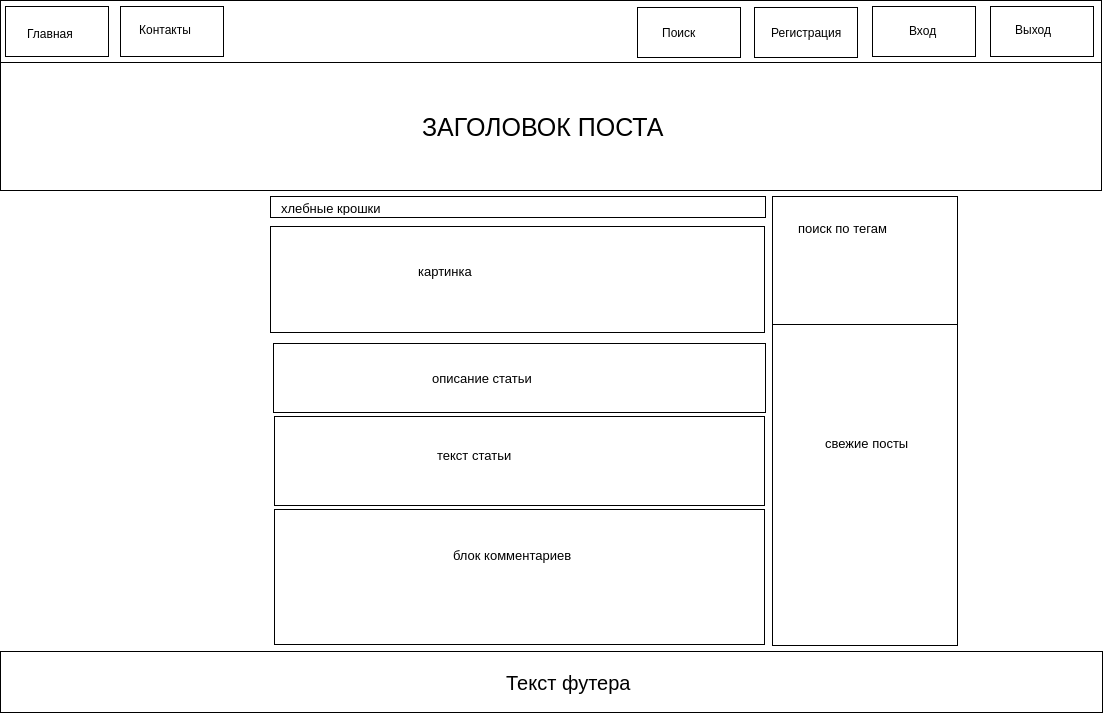 Главная
Контакты
Поиск
Регистрация
Вход
Выход
ЗАГОЛОВОК ПОСТА
хлебные крошки
картинка
описание статьи
текст статьи
блок комментариев
поиск по тегам
свежие посты
Текст футера